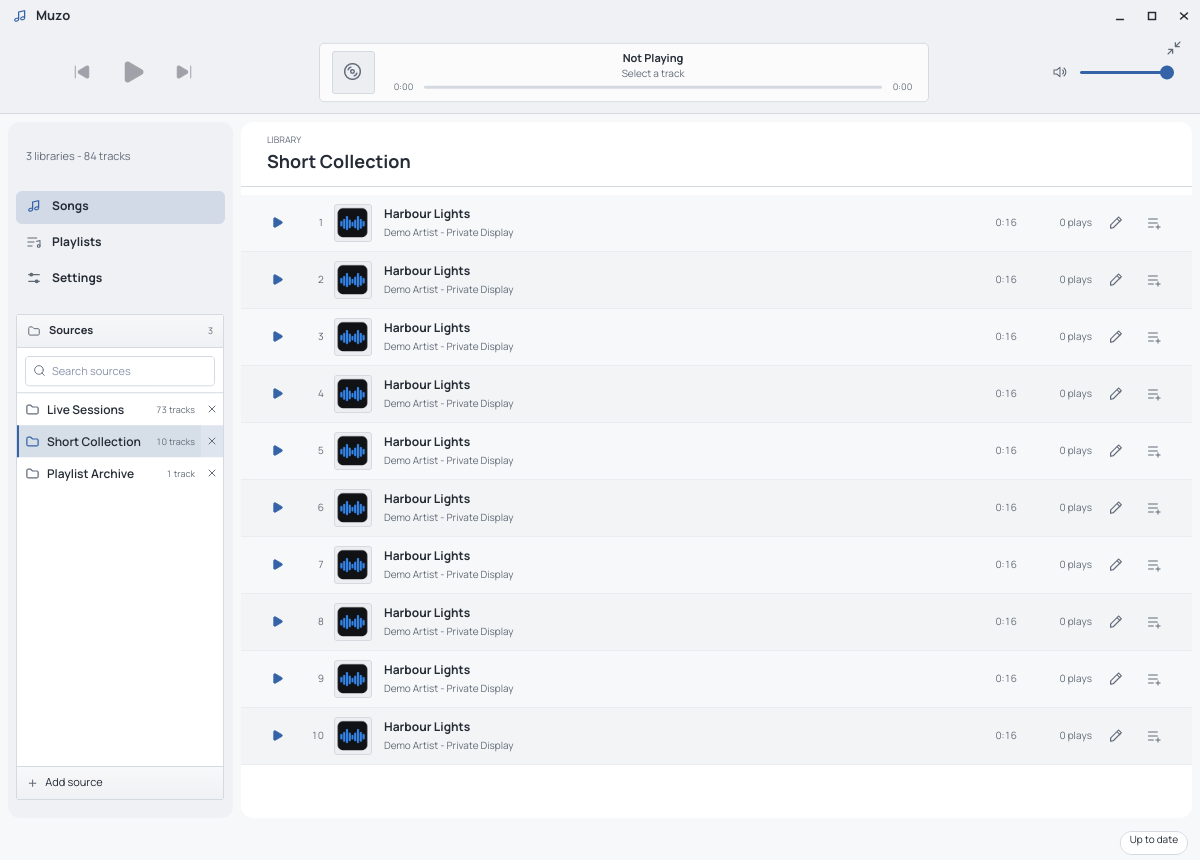 Muzo
Not Playing
Select a track
0:00
0:00
3 libraries - 84 tracks
Songs
Playlists
Settings
Sources 3
Search sources
Live Sessions 73 tracks
Short Collection 10 tracks
Playlist Archive 1 track
Add source
LIBRARY
Short Collection
1 Harbour Lights 0:16 0 plays
Demo Artist - Private Display
2 Harbour Lights 0:16 0 plays
Demo Artist - Private Display
3 Harbour Lights 0:16 0 plays
Demo Artist - Private Display
4 Harbour Lights 0:16 0 plays
Demo Artist - Private Display
5 Harbour Lights 0:16 0 plays
Demo Artist - Private Display
6 Harbour Lights 0:16 0 plays
Demo Artist - Private Display
7 Harbour Lights 0:16 0 plays
Demo Artist - Private Display
8 Harbour Lights 0:16 0 plays
Demo Artist - Private Display
9 Harbour Lights 0:16 0 plays
Demo Artist - Private Display
10 Harbour Lights 0:16 0 plays
Demo Artist - Private Display
Up to date